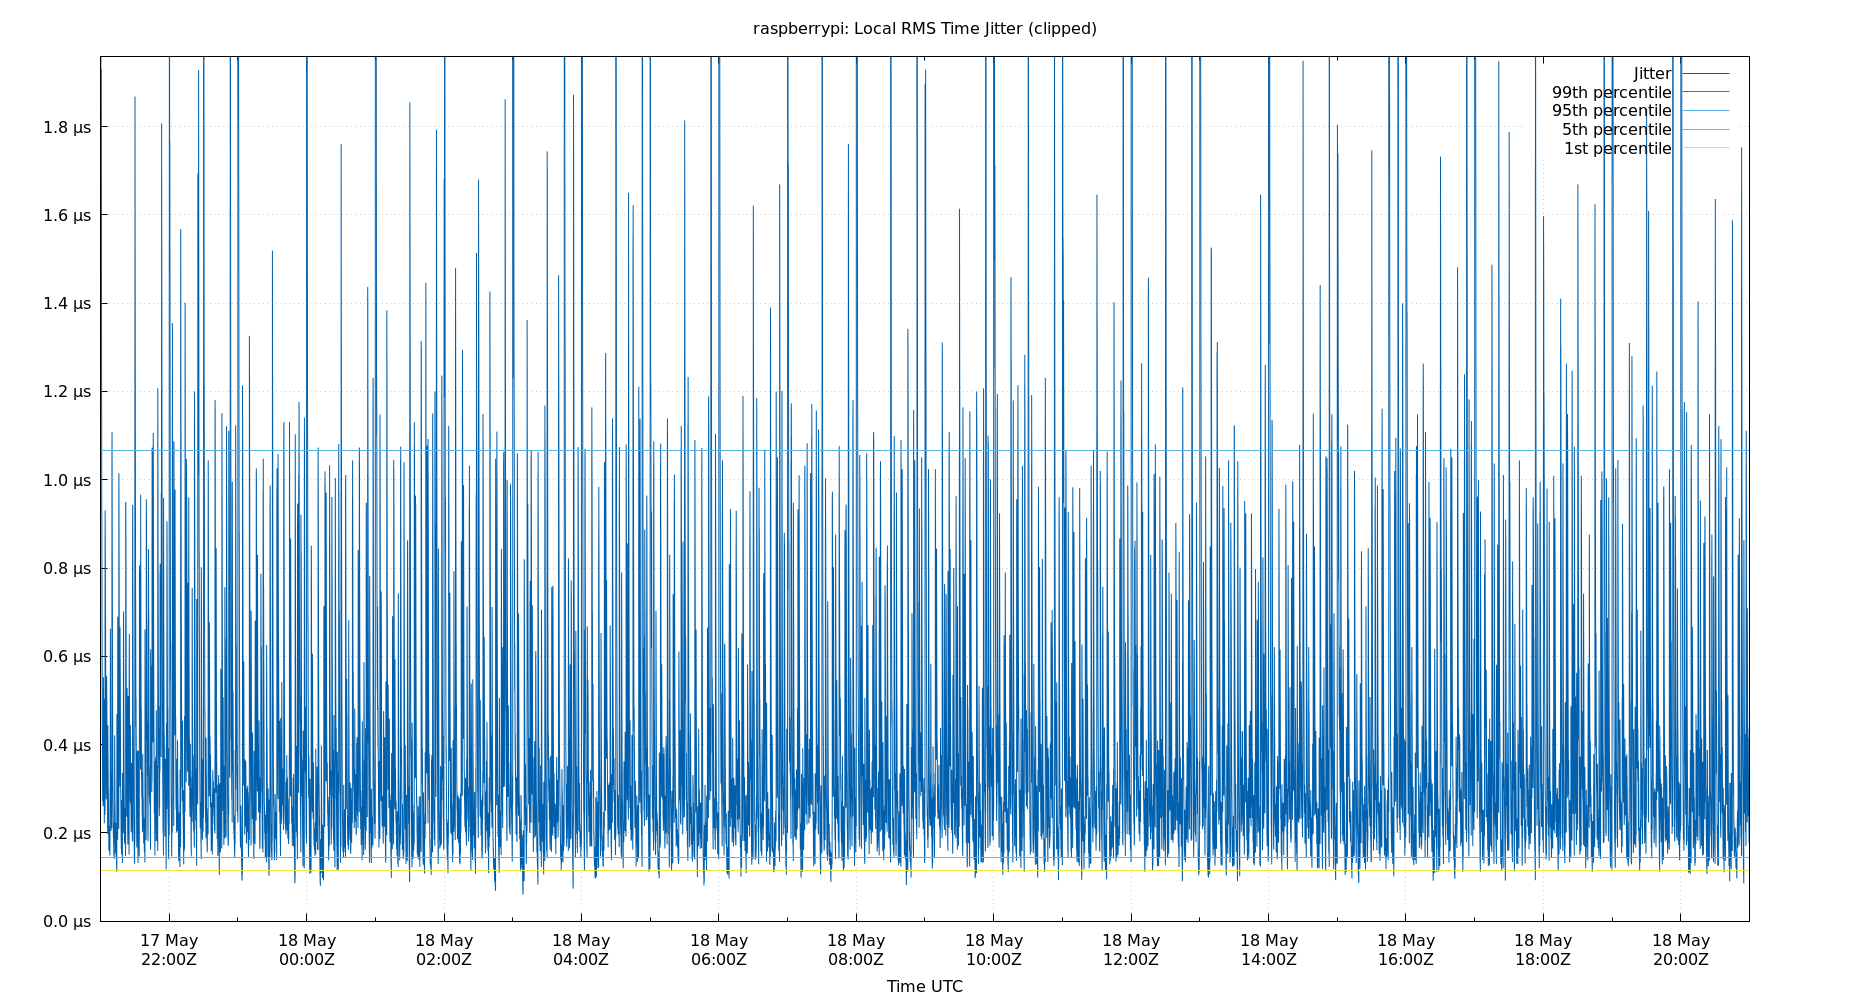 raspberrypi: Local RMS Time Jitter (clipped)
Jitter
99th percentile
95th percentile
5th percentile
1st percentile
1.8 µs
1.6 µs
1.4 µs
1.2 µs
1.0 µs
0.8 µs
0.6 µs
0.4 µs
0.2 µs
0.0 µs
17 May 18 May 18 May 18 May 18 May 18 May 18 May 18 May 18 May 18 May 18 May 18 May
22:00Z 00:00Z 02:00Z 04:00Z 06:00Z 08:00Z 10:00Z 12:00Z 14:00Z 16:00Z 18:00Z 20:00Z
Time UTC